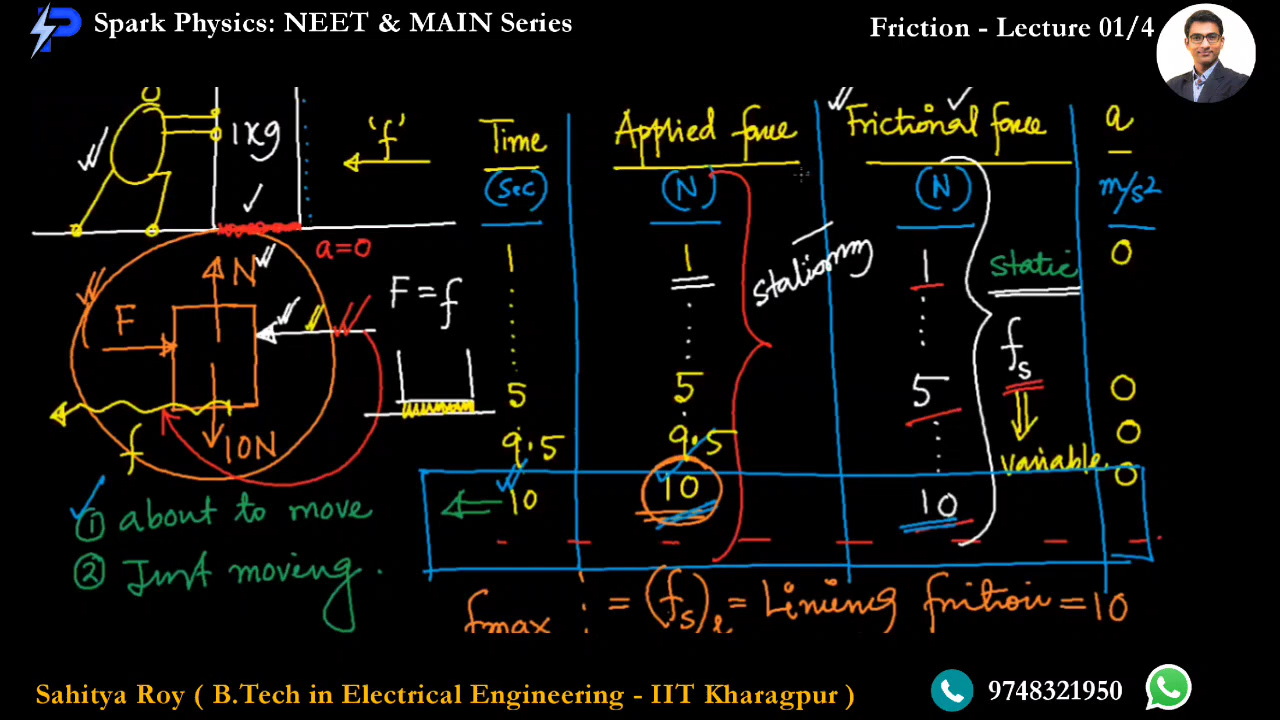 Spark Physics: NEET & MAIN Series
Friction - Lecture 01/4
1kg
'f'
a=0
N
F
F = f
10N
f
① about to move
② Just moving.
Time Applied force Frictional force a
(Sec) (N) (N) m/s²
1 1 1 0
stationary
static
fs
5 5 5 0
variable
9.5 9.5 0
10 10 10 0
fmax = (fs)l = Limiting friction = 10
Sahitya Roy ( B.Tech in Electrical Engineering - IIT Kharagpur )
9748321950